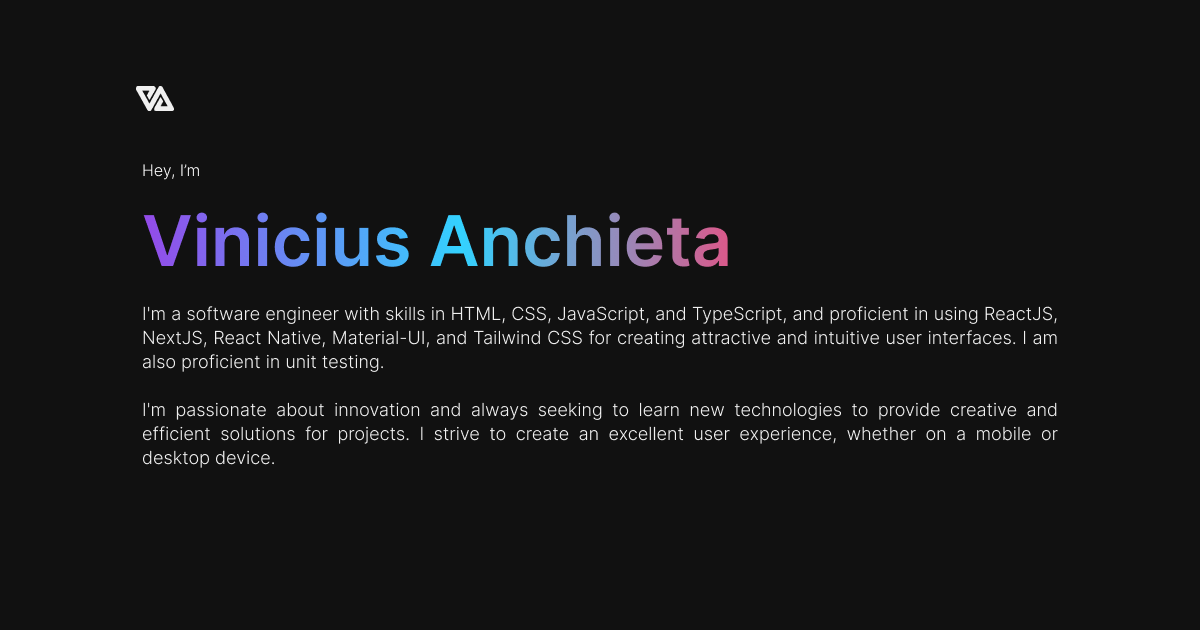 Hey, I’m
Vinicius Anchieta
I'm a software engineer with skills in HTML, CSS, JavaScript, and TypeScript, and proficient in using ReactJS,
NextJS, React Native, Material-UI, and Tailwind CSS for creating attractive and intuitive user interfaces. I am
also proficient in unit testing.
I'm passionate about innovation and always seeking to learn new technologies to provide creative and
efficient solutions for projects. I strive to create an excellent user experience, whether on a mobile or
desktop device.